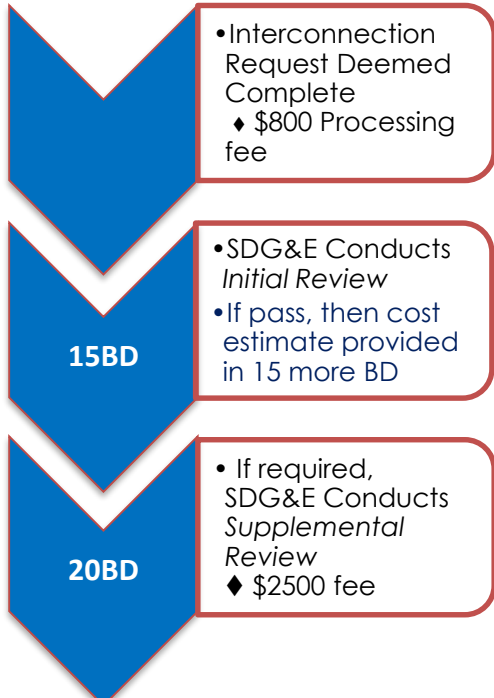 •Interconnection
Request Deemed
Complete
♦ $800 Processing
fee
15BD
•SDG&E Conducts
Initial Review
•If pass, then cost
estimate provided
in 15 more BD
20BD
• If required,
SDG&E Conducts
Supplemental
Review
♦ $2500 fee